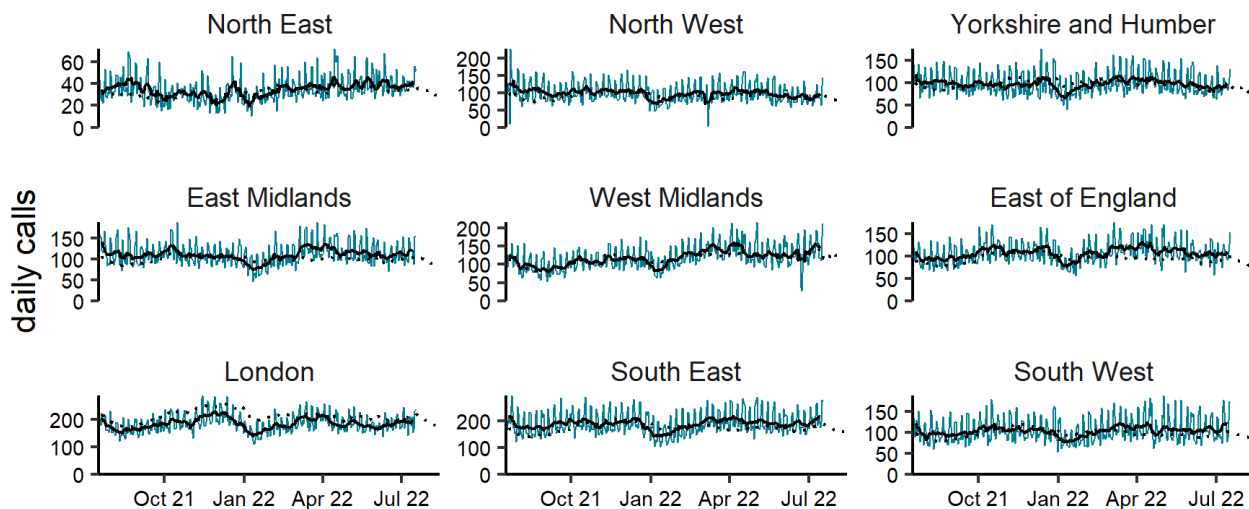 North East
North West
Yorkshire and Humber
60
40
20
0
200
150
100
50
0
150
100
50
0
East Midlands
West Midlands
East of England
150
100
50
0
200
150
100
50
0
150
100
50
0
daily calls
London
South East
South West
200
100
0
200
100
0
150
100
50
0
Oct 21 Jan 22 Apr 22 Jul 22
Oct 21 Jan 22 Apr 22 Jul 22
Oct 21 Jan 22 Apr 22 Jul 22